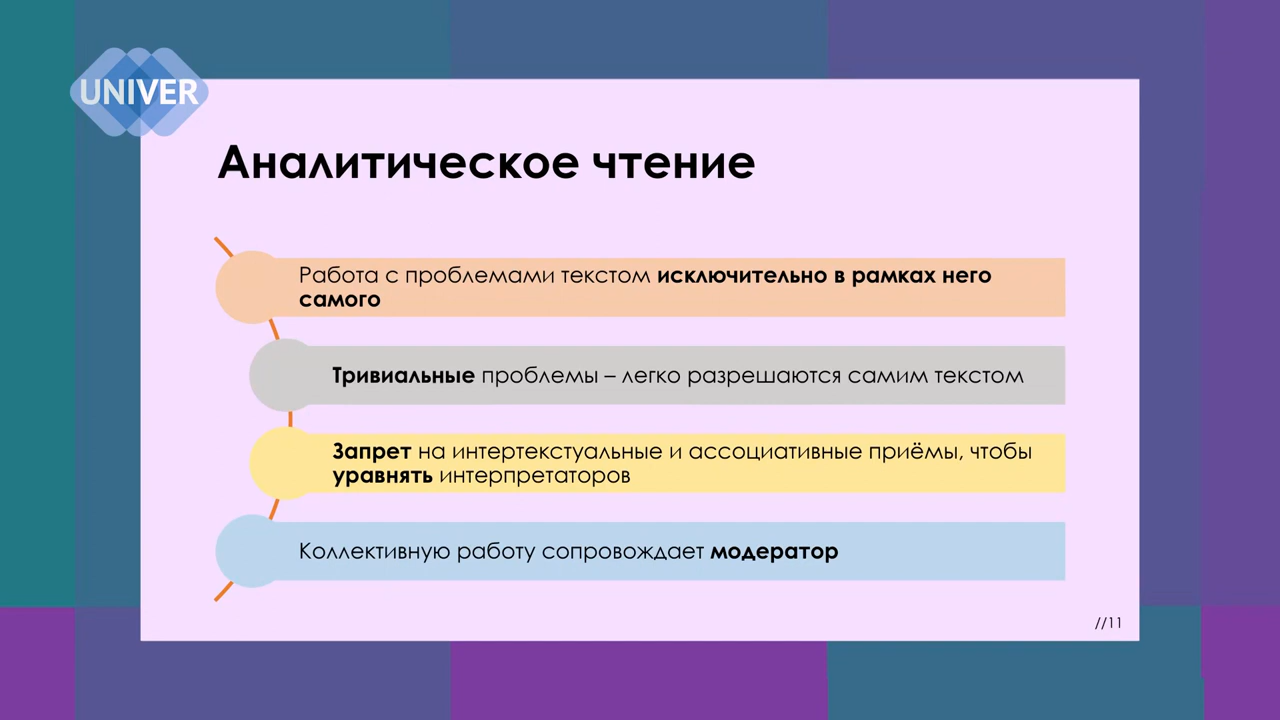 UNIVER
Аналитическое чтение
Работа с проблемами текстом исключительно в рамках него
самого
Тривиальные проблемы – легко разрешаются самим текстом
Запрет на интертекстуальные и ассоциативные приёмы, чтобы
уравнять интерпретаторов
Коллективную работу сопровождает модератор
//11